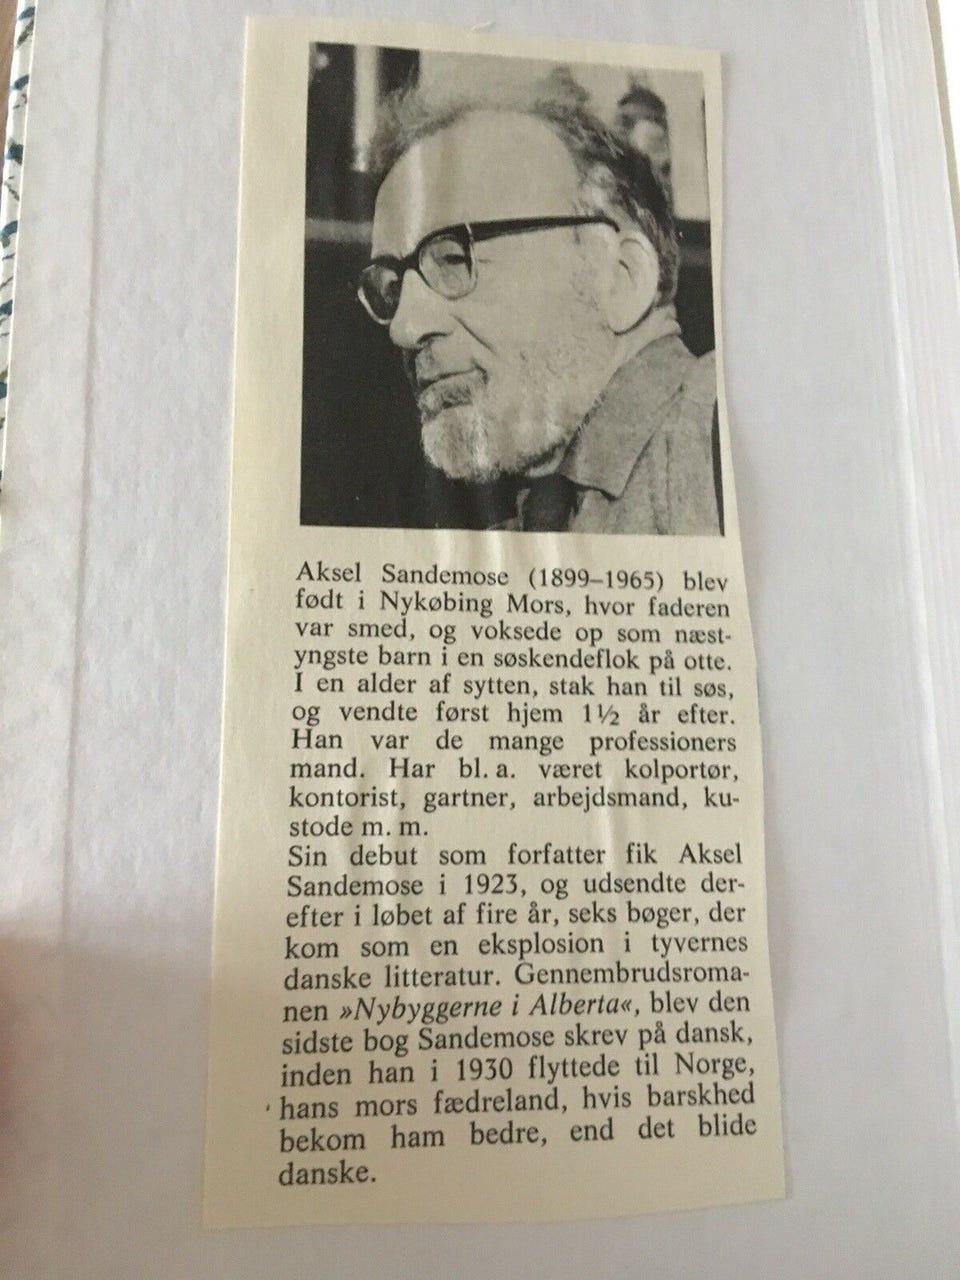 Aksel Sandemose (1899–1965) blev
født i Nykøbing Mors, hvor faderen
var smed, og voksede op som næst-
yngste barn i en søskendeflok på otte.
I en alder af sytten, stak han til søs,
og vendte først hjem 1½ år efter.
Han var de mange professioners
mand. Har bl. a. været kolportør,
kontorist, gartner, arbejdsmand, ku-
stode m. m.
Sin debut som forfatter fik Aksel
Sandemose i 1923, og udsendte der-
efter i løbet af fire år, seks bøger, der
kom som en eksplosion i tyvernes
danske litteratur. Gennembrudsroma-
nen »Nybyggerne i Alberta«, blev den
sidste bog Sandemose skrev på dansk,
inden han i 1930 flyttede til Norge,
hans mors fædreland, hvis barskhed
bekom ham bedre, end det blide
danske.